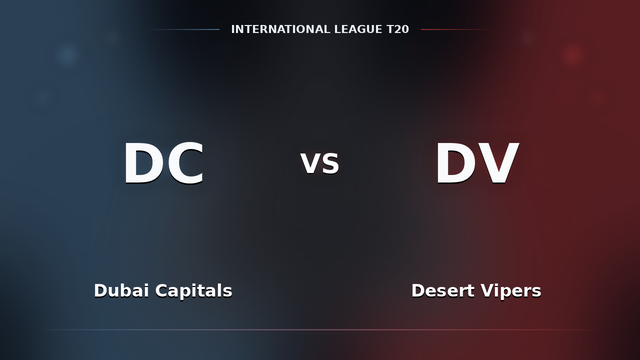 INTERNATIONAL LEAGUE T20
DC VS DV
Dubai Capitals Desert Vipers